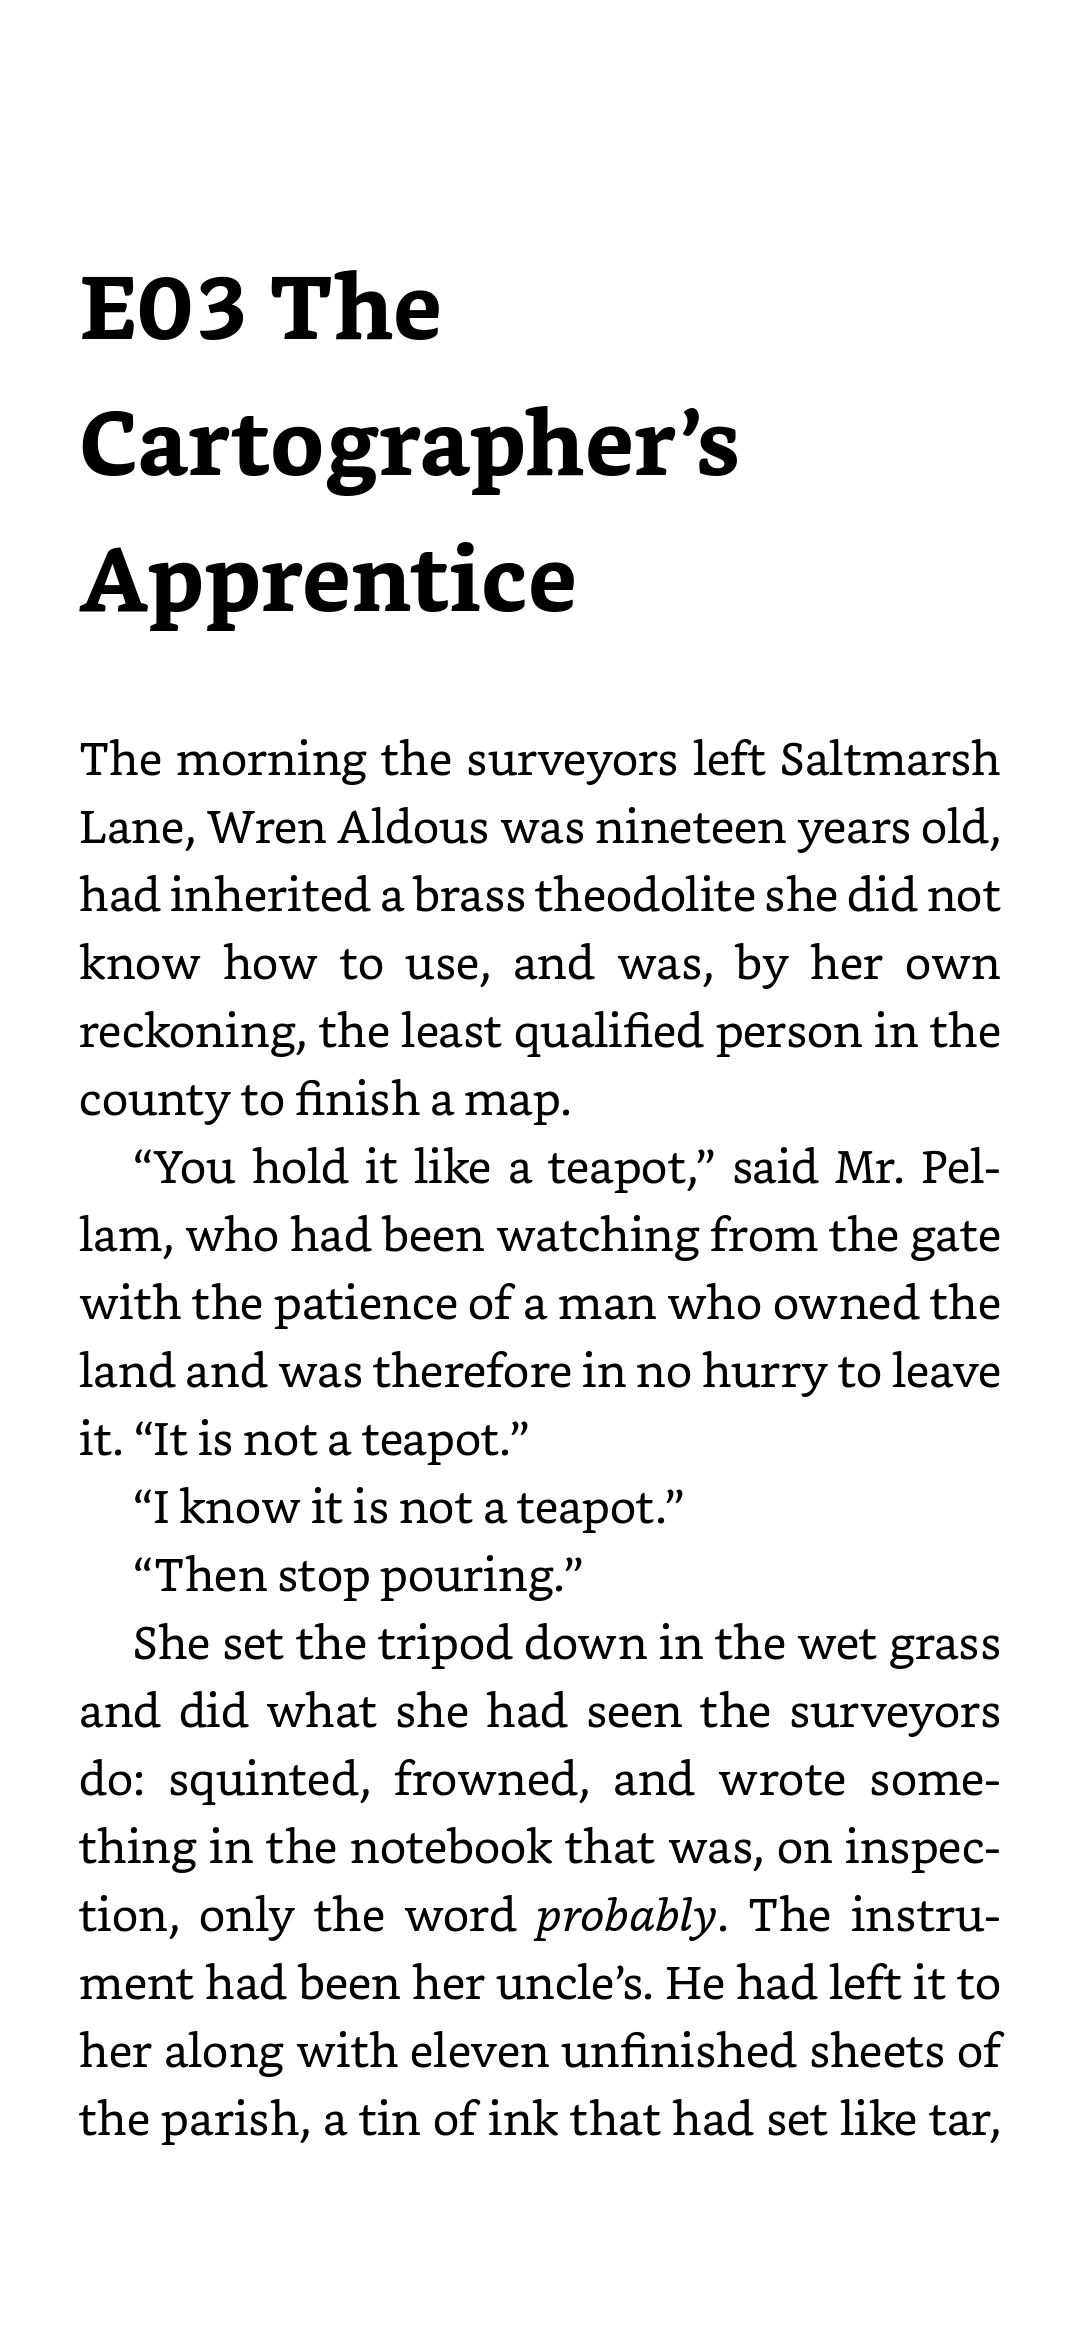 E03 The
Cartographer’s
Apprentice
The morning the surveyors left Saltmarsh
Lane, Wren Aldous was nineteen years old,
had inherited a brass theodolite she did not
know how to use, and was, by her own
reckoning, the least qualified person in the
county to finish a map.
“You hold it like a teapot,” said Mr. Pel-
lam, who had been watching from the gate
with the patience of a man who owned the
land and was therefore in no hurry to leave
it. “It is not a teapot.”
“I know it is not a teapot.”
“Then stop pouring.”
She set the tripod down in the wet grass
and did what she had seen the surveyors
do: squinted, frowned, and wrote some-
thing in the notebook that was, on inspec-
tion, only the word probably. The instru-
ment had been her uncle’s. He had left it to
her along with eleven unfinished sheets of
the parish, a tin of ink that had set like tar,